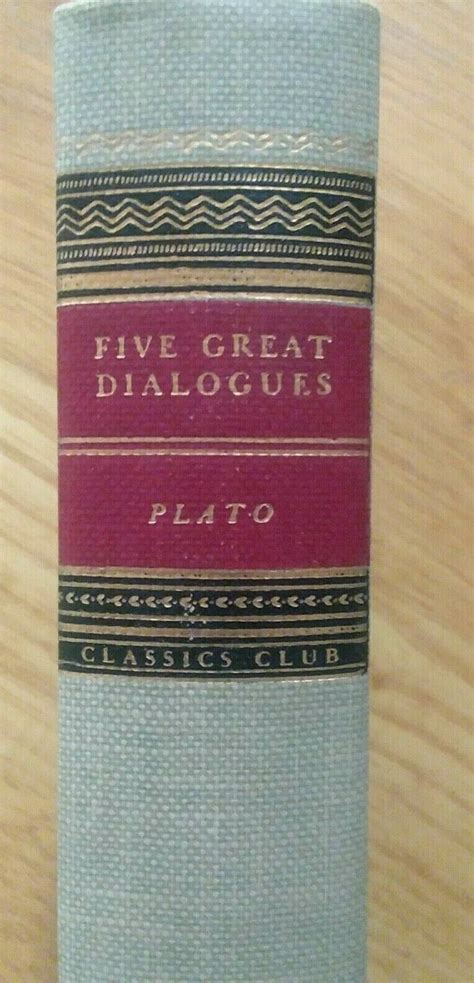 FIVE GREAT
DIALOGUES
PLATO
CLASSICS CLUB